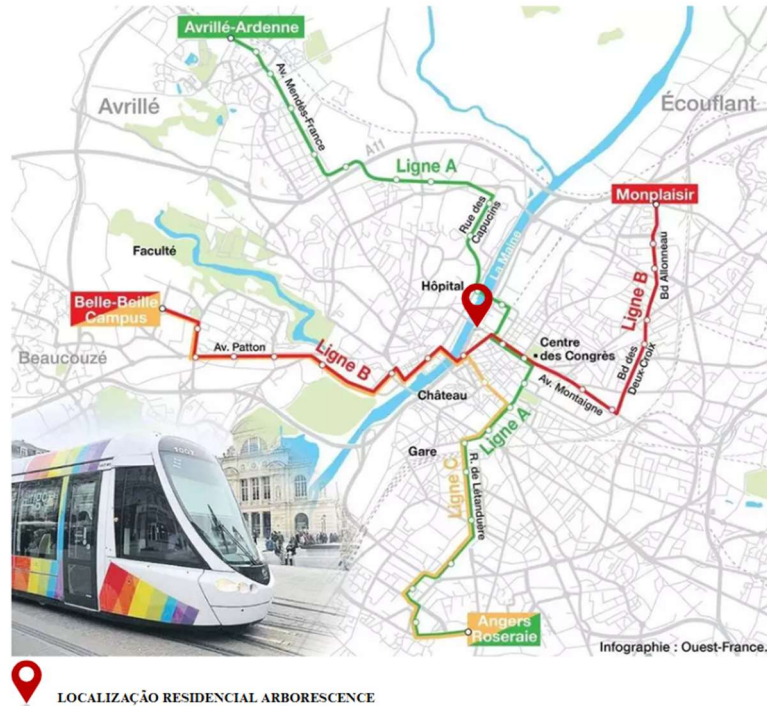 Avrillé-Ardenne
Avrillé
Av. Mendès-France
A11
Écouflant
Ligne A
Monplaisir
Rue des
Capucins
La Maine
Faculté
Hôpital
Bd Allonneau
Ligne B
Belle-Beille
Campus
Beaucouzé
Av. Patton
Ligne B
Centre
des Congrès
Bd des
Deux-Croix
Av. Montaigne
Château
Ligne A
Gare
Ligne C
R. de Létanduère
Angers
Roseraie
Infographie : Ouest-France.
LOCALIZAÇÃO RESIDENCIAL ARBORESCENCE